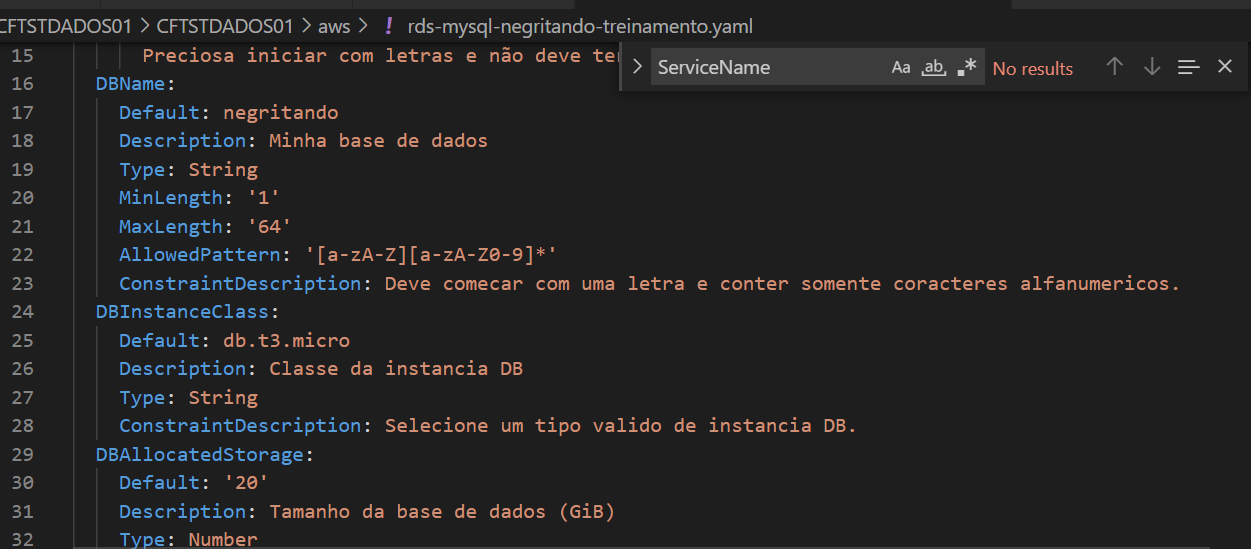 CFTSTDADOS01 > CFTSTDADOS01 > aws > ! rds-mysql-negritando-treinamento.yaml
ServiceName Aa ab .* No results
15 Preciosa iniciar com letras e não deve
16 DBName:
17 Default: negritando
18 Description: Minha base de dados
19 Type: String
20 MinLength: '1'
21 MaxLength: '64'
22 AllowedPattern: '[a-zA-Z][a-zA-Z0-9]*'
23 ConstraintDescription: Deve comecar com uma letra e conter somente coracteres alfanumericos.
24 DBInstanceClass:
25 Default: db.t3.micro
26 Description: Classe da instancia DB
27 Type: String
28 ConstraintDescription: Selecione um tipo valido de instancia DB.
29 DBAllocatedStorage:
30 Default: '20'
31 Description: Tamanho da base de dados (GiB)
32 Type: Number